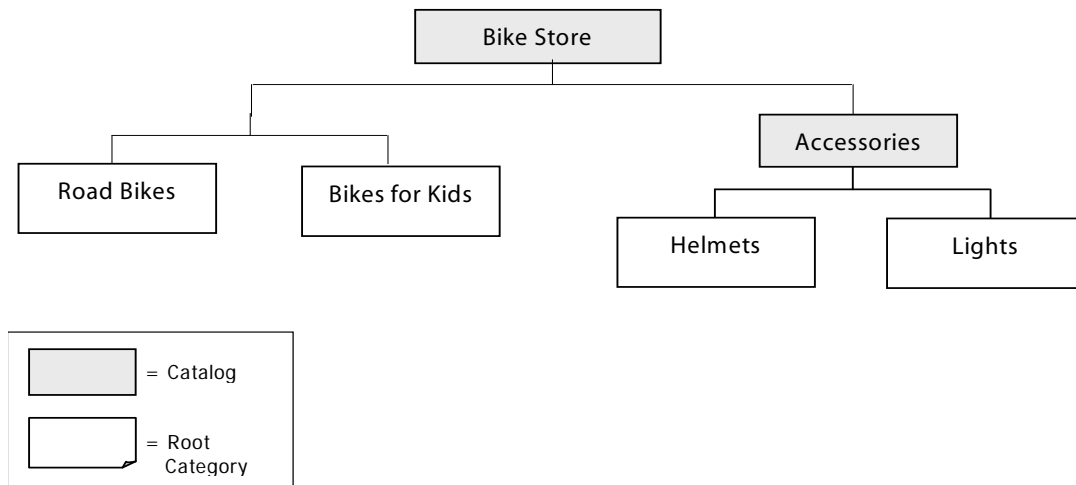 Bike Store
Accessories
Road Bikes
Bikes for Kids
Helmets
Lights
= Catalog
= Root
Category